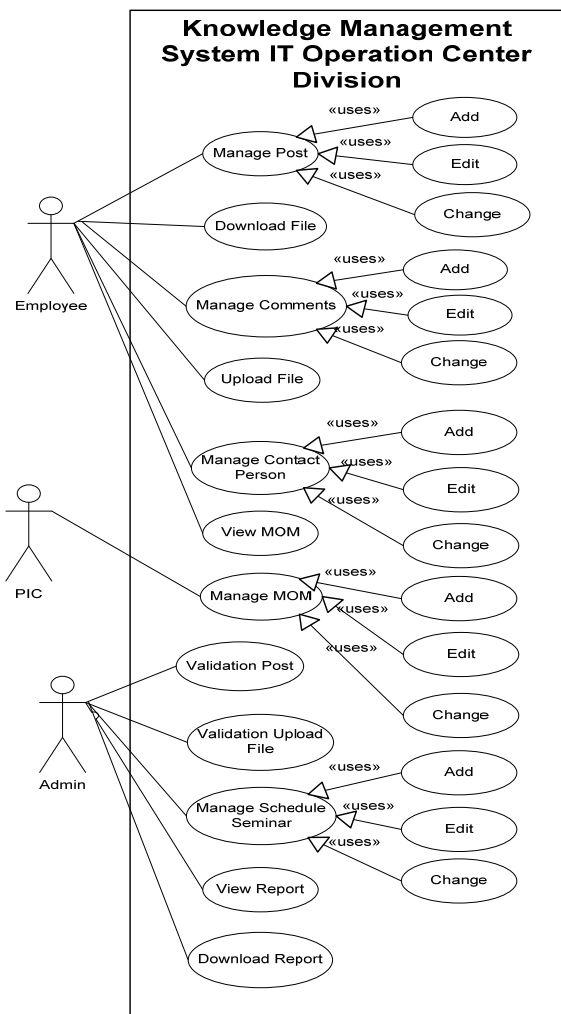 Knowledge Management
System IT Operation Center
Division
«uses»
Add
Manage Post
«uses»
Edit
«uses»
Change
Employee
Download File
«uses»
Add
Manage Comments
«uses»
Edit
«uses»
Change
Upload File
«uses»
Add
Manage Contact
Person
«uses»
Edit
«uses»
Change
View MOM
PIC
«uses»
Add
Manage MOM
«uses»
Edit
«uses»
Change
Validation Post
Admin
Validation Upload
File
«uses»
Add
Manage Schedule
Seminar
«uses»
Edit
«uses»
Change
View Report
Download Report